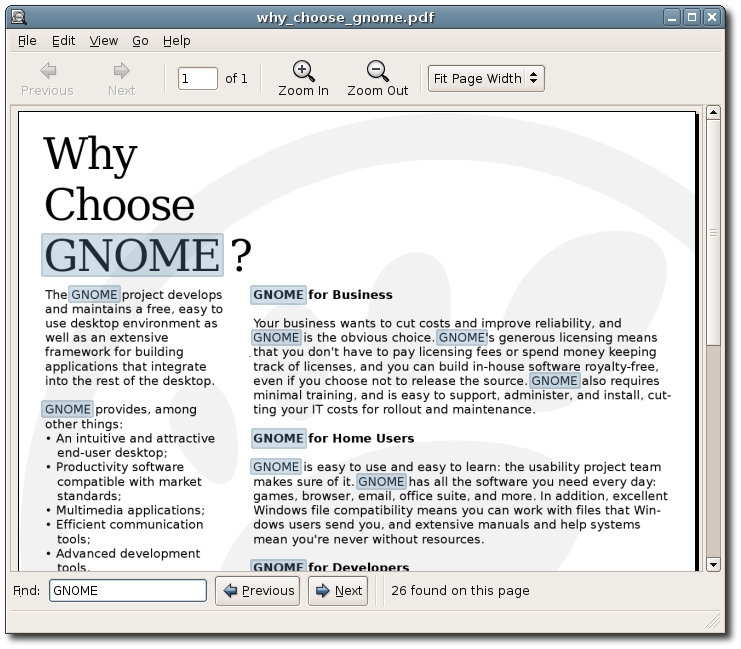 why_choose_gnome.pdf
File Edit View Go Help
Previous Next 1 of 1 Zoom In Zoom Out Fit Page Width
Why
Choose
GNOME ?
The GNOME project develops
and maintains a free, easy to
use desktop environment as
well as an extensive
framework for building
applications that integrate
into the rest of the desktop.
GNOME provides, among
other things:
• An intuitive and attractive
end-user desktop;
• Productivity software
compatible with market
standards;
• Multimedia applications;
• Efficient communication
tools;
• Advanced development
tools.
GNOME for Business
Your business wants to cut costs and improve reliability, and
GNOME is the obvious choice. GNOME's generous licensing means
that you don't have to pay licensing fees or spend money keeping
track of licenses, and you can build in-house software royalty-free,
even if you choose not to release the source. GNOME also requires
minimal training, and is easy to support, administer, and install, cut-
ting your IT costs for rollout and maintenance.
GNOME for Home Users
GNOME is easy to use and easy to learn: the usability project team
makes sure of it. GNOME has all the software you need every day:
games, browser, email, office suite, and more. In addition, excellent
Windows file compatibility means you can work with files that Win-
dows users send you, and extensive manuals and help systems
mean you're never without resources.
GNOME for Developers
Find: GNOME Previous Next 26 found on this page